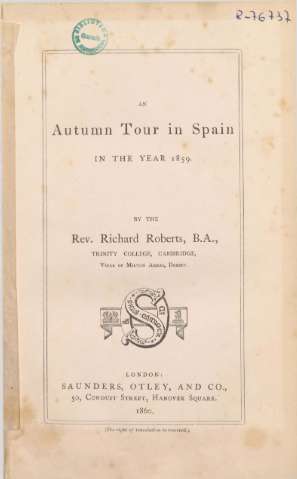 R-76737
AN
Autumn Tour in Spain
IN THE YEAR 1859.
BY THE
Rev. Richard Roberts, B.A.,
TRINITY COLLEGE, CAMBRIDGE,
VICAR OF MILTON ABBAS, DORSET.
LONDON:
SAUNDERS, OTLEY, AND CO.,
50, CONDUIT STREET, HANOVER SQUARE.
1860.
(The right of translation is reserved.)